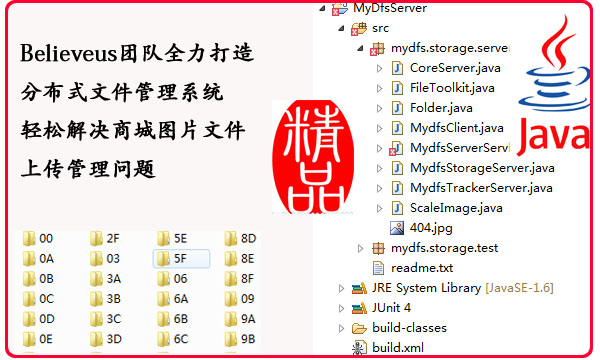 Believeus团队全力打造
分布式文件管理系统
轻松解决商城图片文件
上传管理问题
精品
00 2F 5E 8D
0A 03 5F 8E
0B 3A 06 8F
0C 3B 6A 09
0D 3C 6B 9A
0E 3D 6C 9B
MyDfsServer
src
mydfs.storage.server
CoreServer.java
FileToolkit.java
Folder.java
MydfsClient.java
MydfsServerServl
MydfsStorageServer.java
MydfsTrackerServer.java
ScaleImage.java
404.jpg
mydfs.storage.test
readme.txt
JRE System Library [JavaSE-1.6]
JUnit 4
build-classes
build.xml
Java